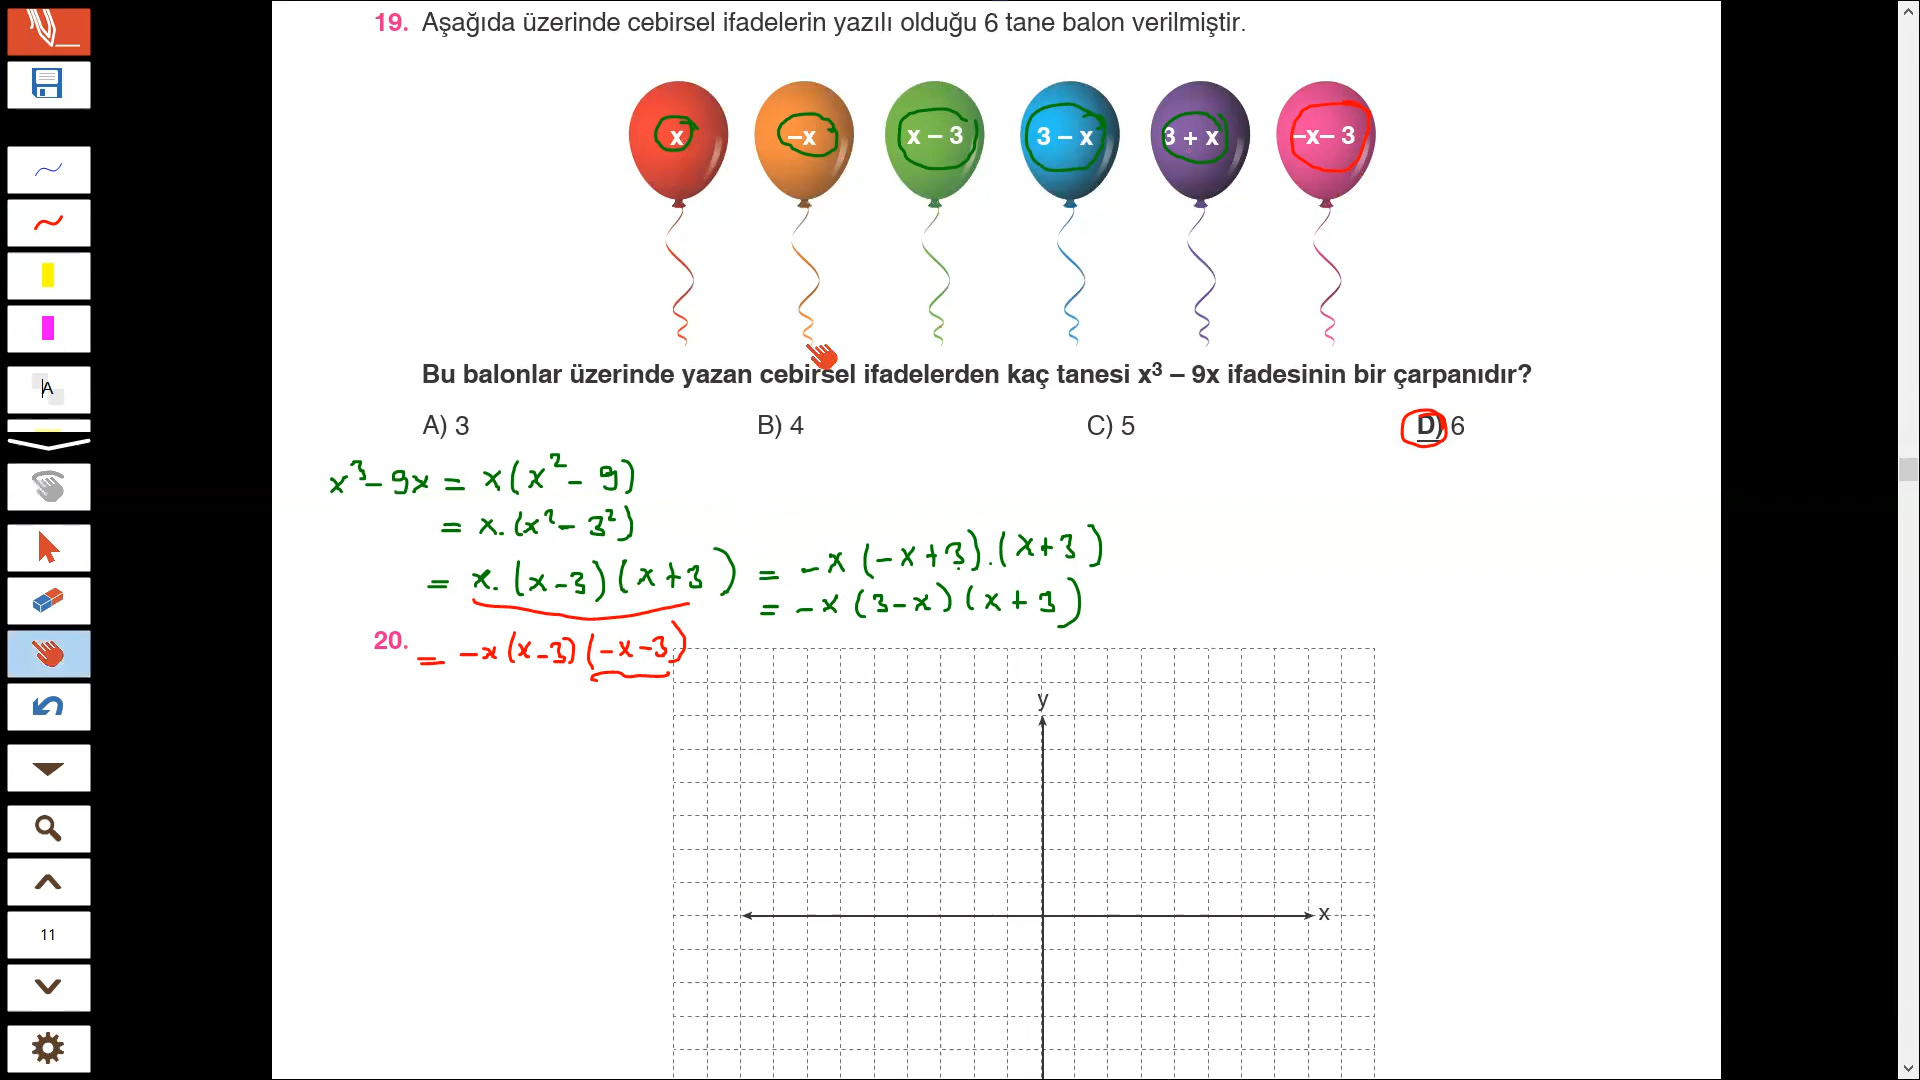 19. Aşağıda üzerinde cebirsel ifadelerin yazılı olduğu 6 tane balon verilmiştir.
x –x x – 3 3 – x 3 + x –x– 3
Bu balonlar üzerinde yazan cebirsel ifadelerden kaç tanesi x³ – 9x ifadesinin bir çarpanıdır?
A) 3 B) 4 C) 5 D) 6
x³ - 9x = x(x² - 9)
= x.(x² - 3²)
= x.(x-3)(x+3) = -x(-x+3).(x+3)
= -x(3-x)(x+3)
20.
= -x(x-3)(-x-3)
y
x
A
11